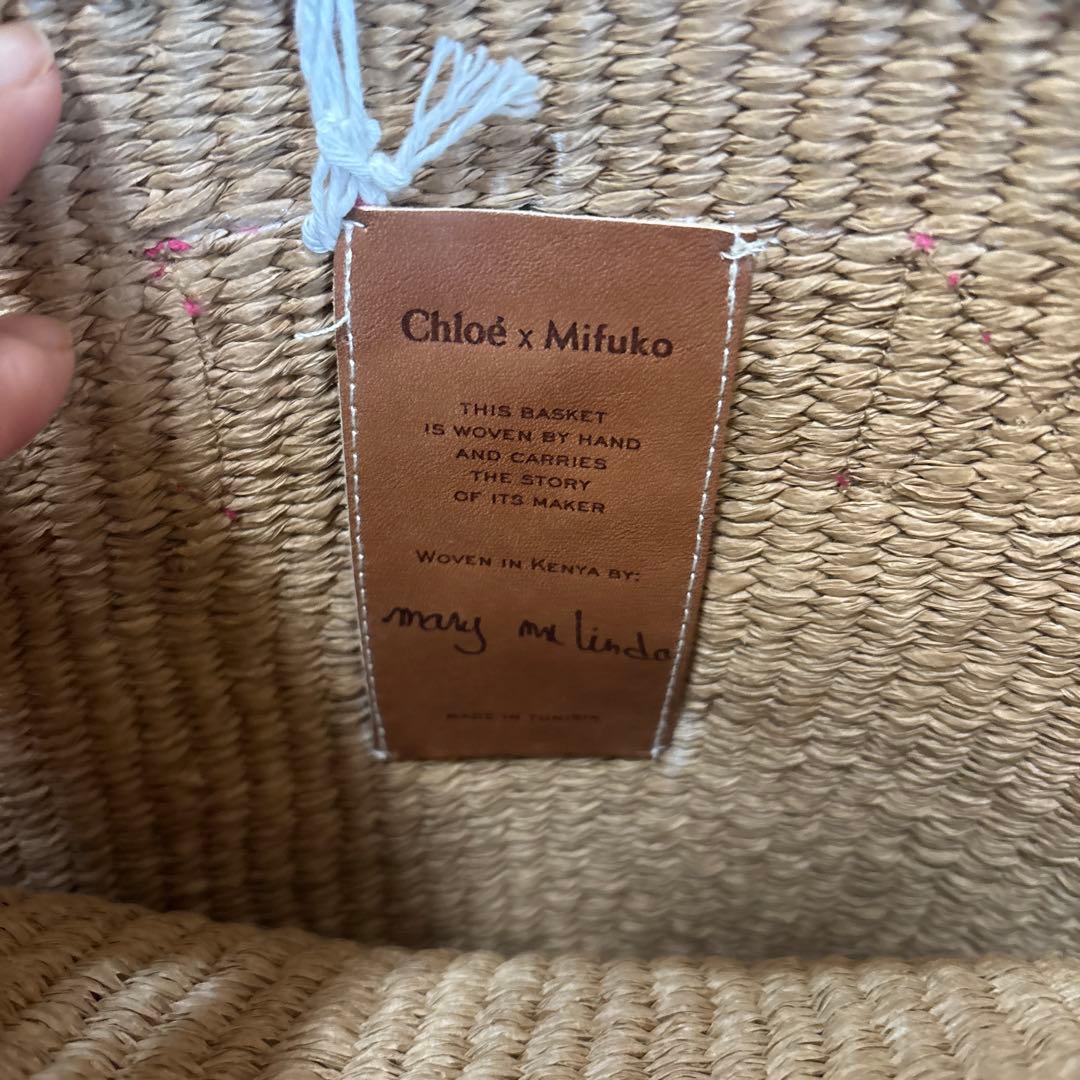 Chloé x Mifuko
THIS BASKET
IS WOVEN BY HAND
AND CARRIES
THE STORY
OF ITS MAKER
WOVEN IN KENYA BY:
mary mx linda
MADE IN TUNISIA